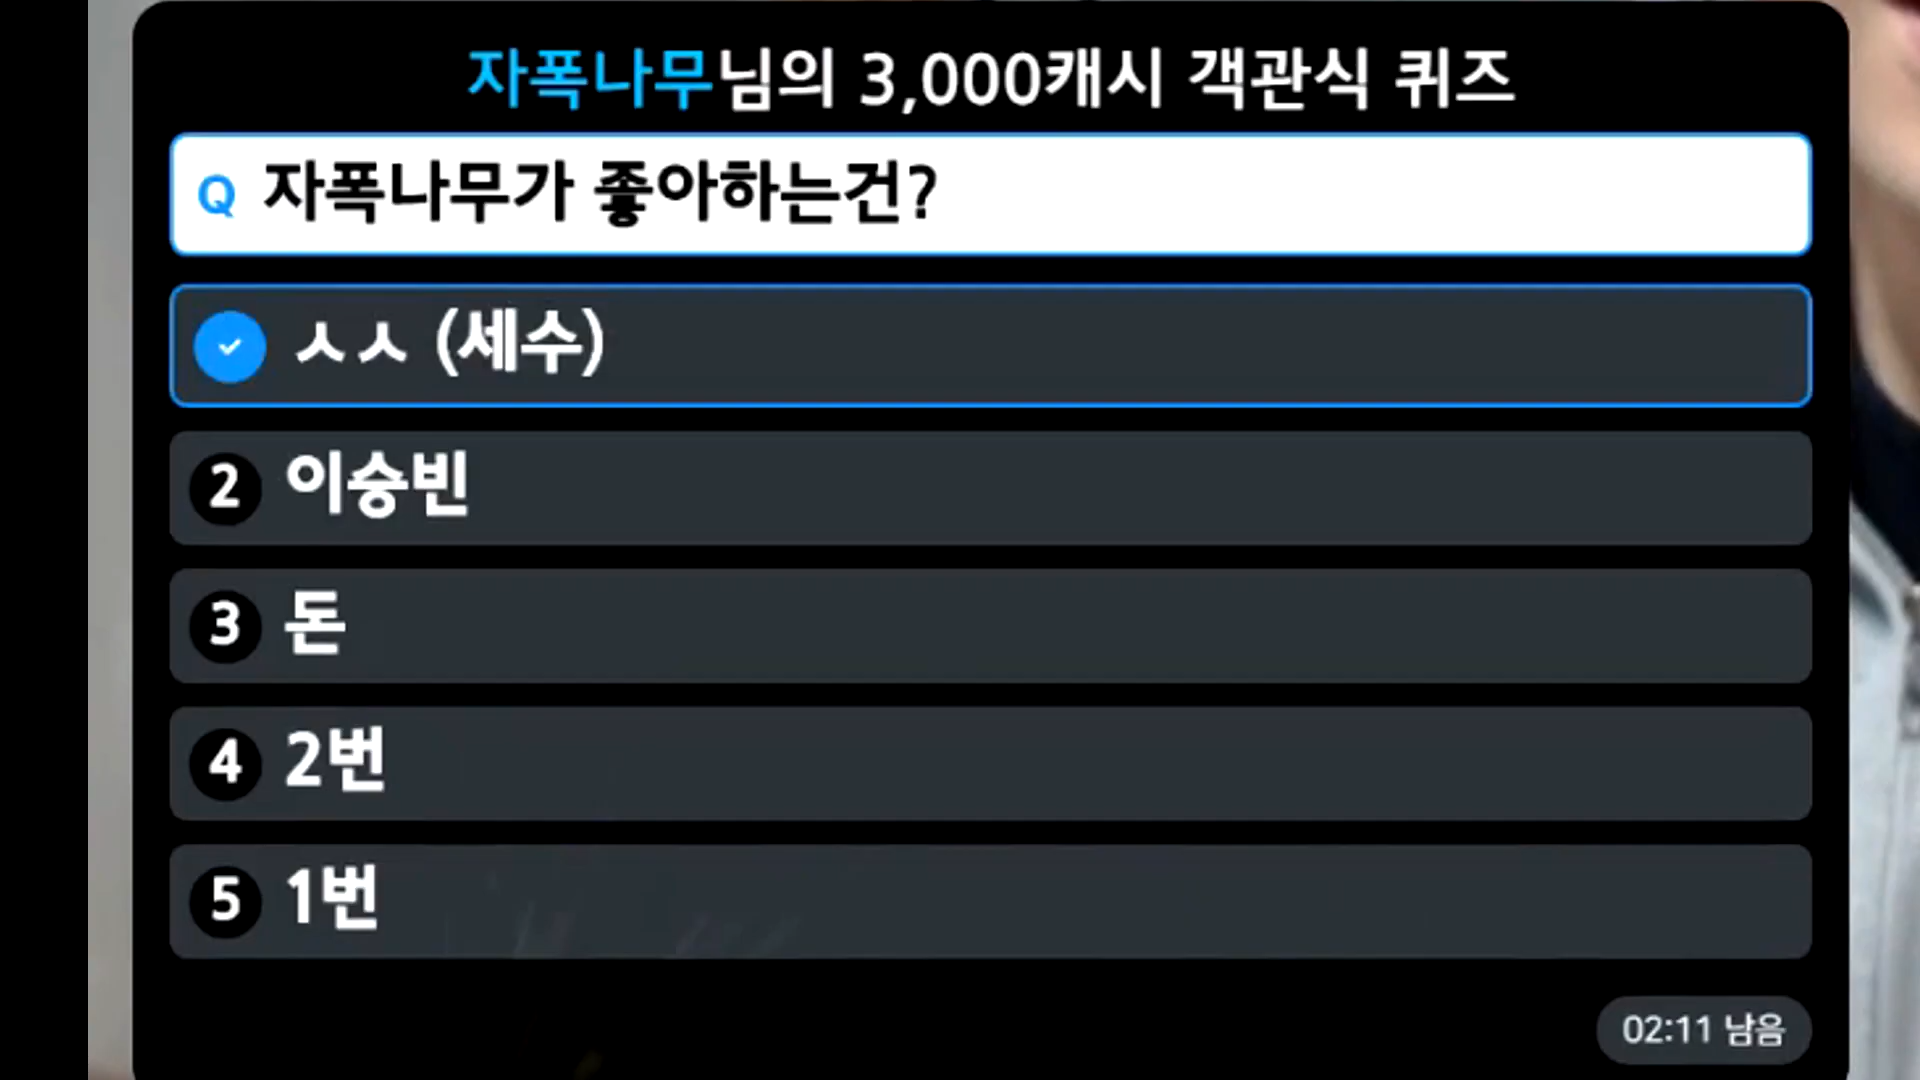 자폭나무님의 3,000캐시 객관식 퀴즈
Q 자폭나무가 좋아하는건?
ㅅㅅ (세수)
2 이승빈
3 돈
4 2번
5 1번
02:11 남음